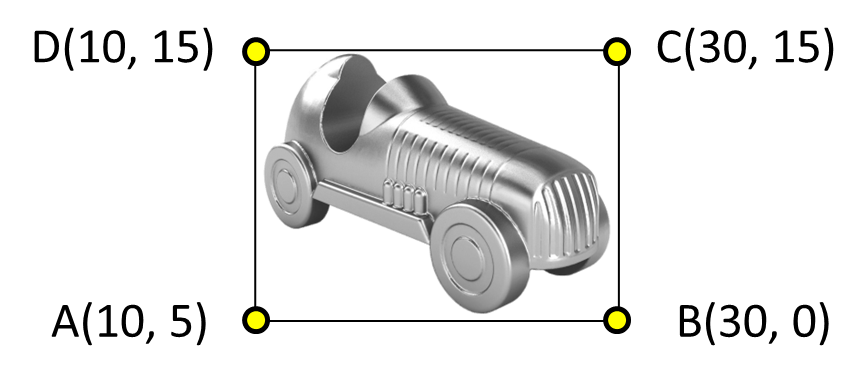 D(10, 15)
C(30, 15)
A(10, 5)
B(30, 0)